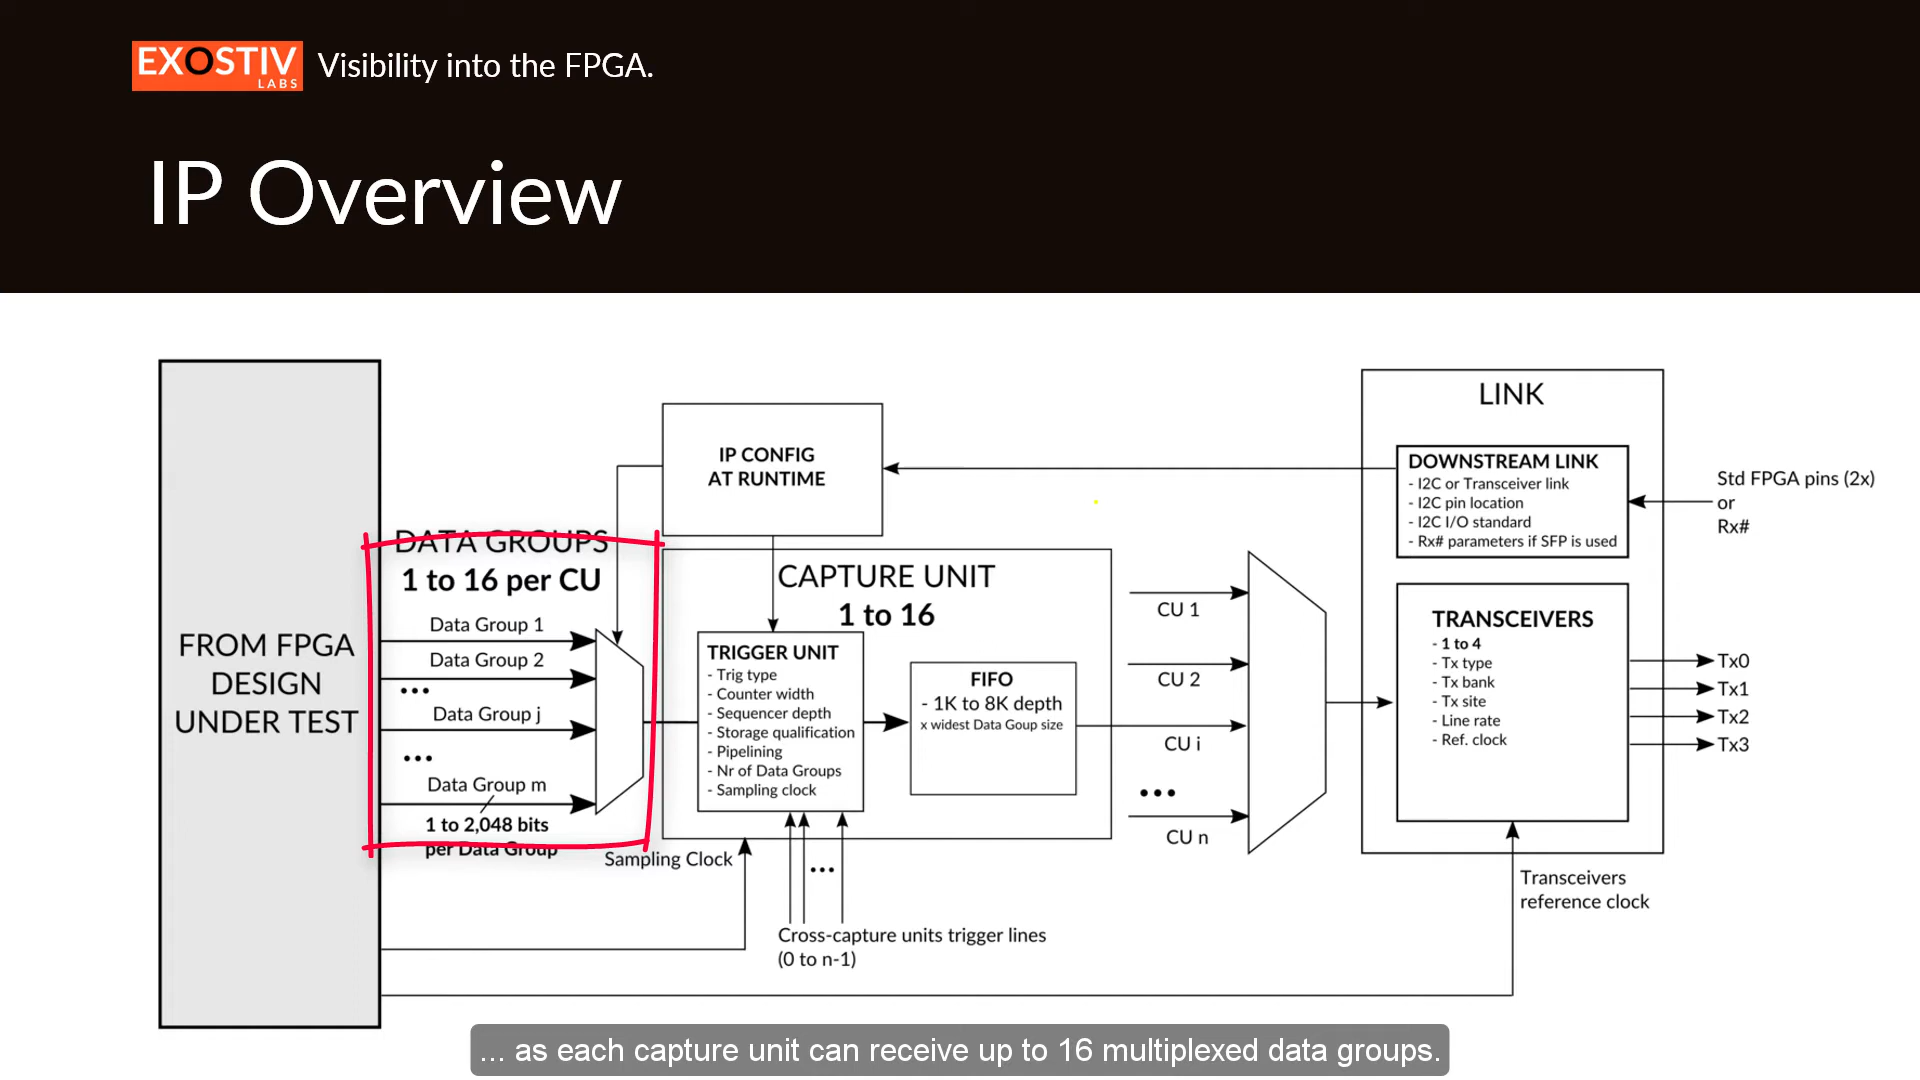 EXOSTIV
LABS
Visibility into the FPGA.
IP Overview
FROM FPGA
DESIGN
UNDER TEST
DATA GROUPS
1 to 16 per CU
Data Group 1
Data Group 2
...
Data Group j
...
Data Group m
1 to 2,048 bits
per Data Group
IP CONFIG
AT RUNTIME
CAPTURE UNIT
1 to 16
TRIGGER UNIT
- Trig type
- Counter width
- Sequencer depth
- Storage qualification
- Pipelining
- Nr of Data Groups
- Sampling clock
FIFO
- 1K to 8K depth
x widest Data Goup size
Sampling Clock
...
Cross-capture units trigger lines
(0 to n-1)
CU 1
CU 2
CU i
...
CU n
LINK
DOWNSTREAM LINK
- I2C or Transceiver link
- I2C pin location
- I2C I/O standard
- Rx# parameters if SFP is used
Std FPGA pins (2x)
or
Rx#
TRANSCEIVERS
- 1 to 4
- Tx type
- Tx bank
- Tx site
- Line rate
- Ref. clock
Tx0
Tx1
Tx2
Tx3
Transceivers
reference clock
... as each capture unit can receive up to 16 multiplexed data groups.